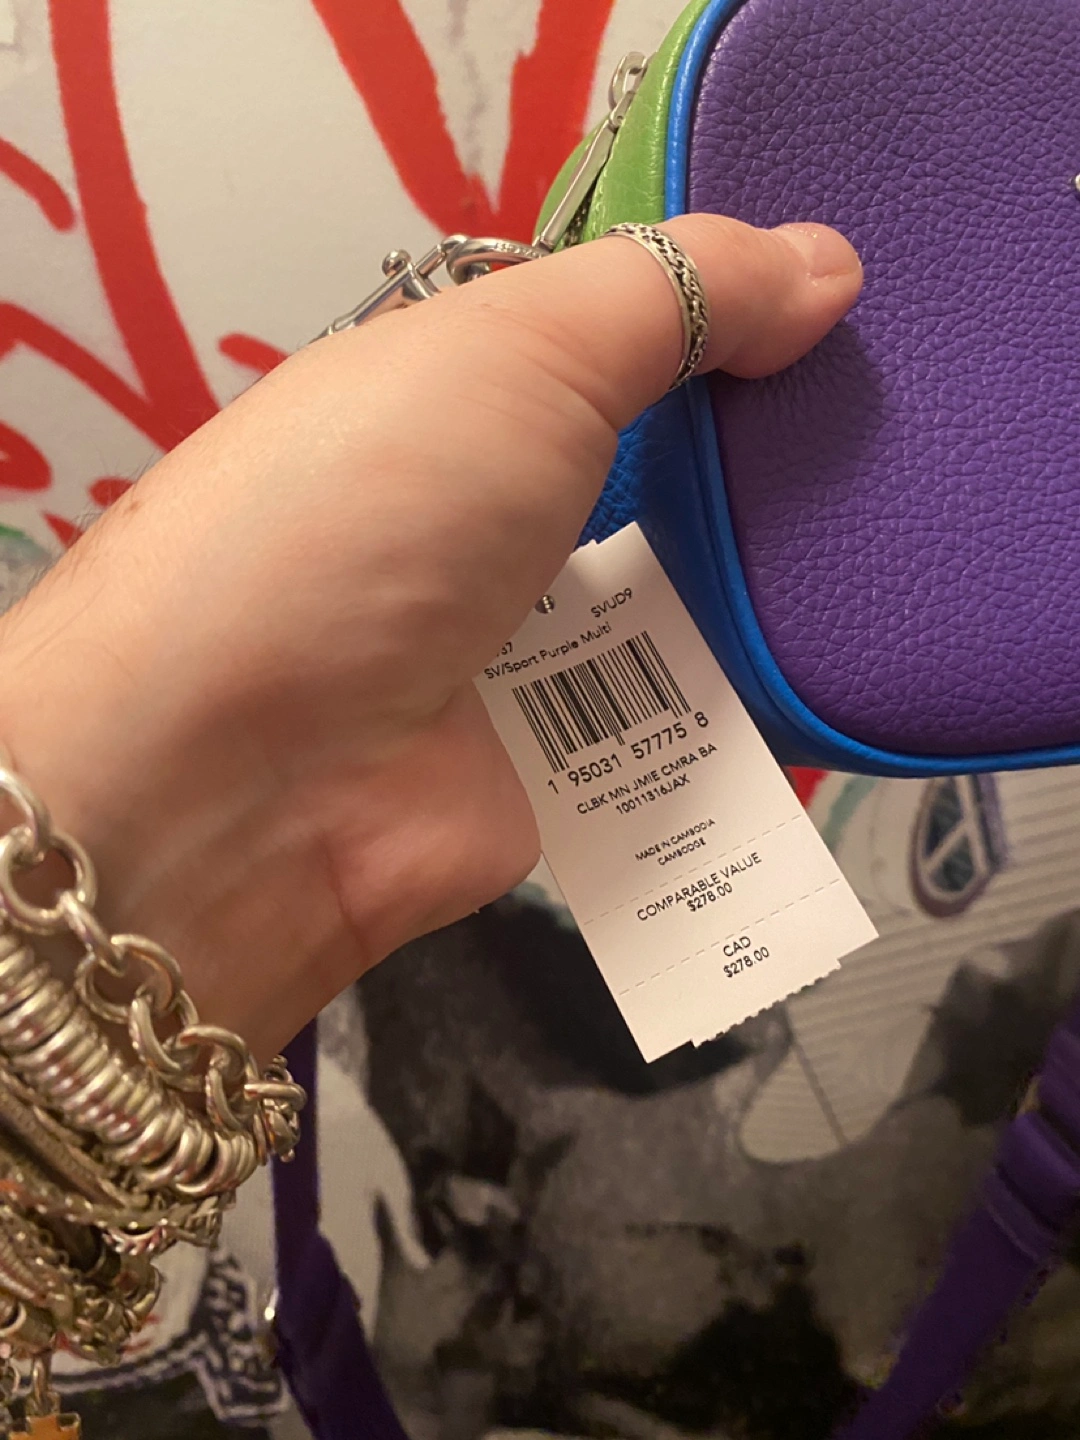 SVUD9
SV/Sport Purple Multi
1 95031 57775 8
CLBK MN JMIE CMRA BA
10011316JAX
MADE IN CAMBODIA
CAMBODGE
COMPARABLE VALUE
$278.00
CAD
$278.00